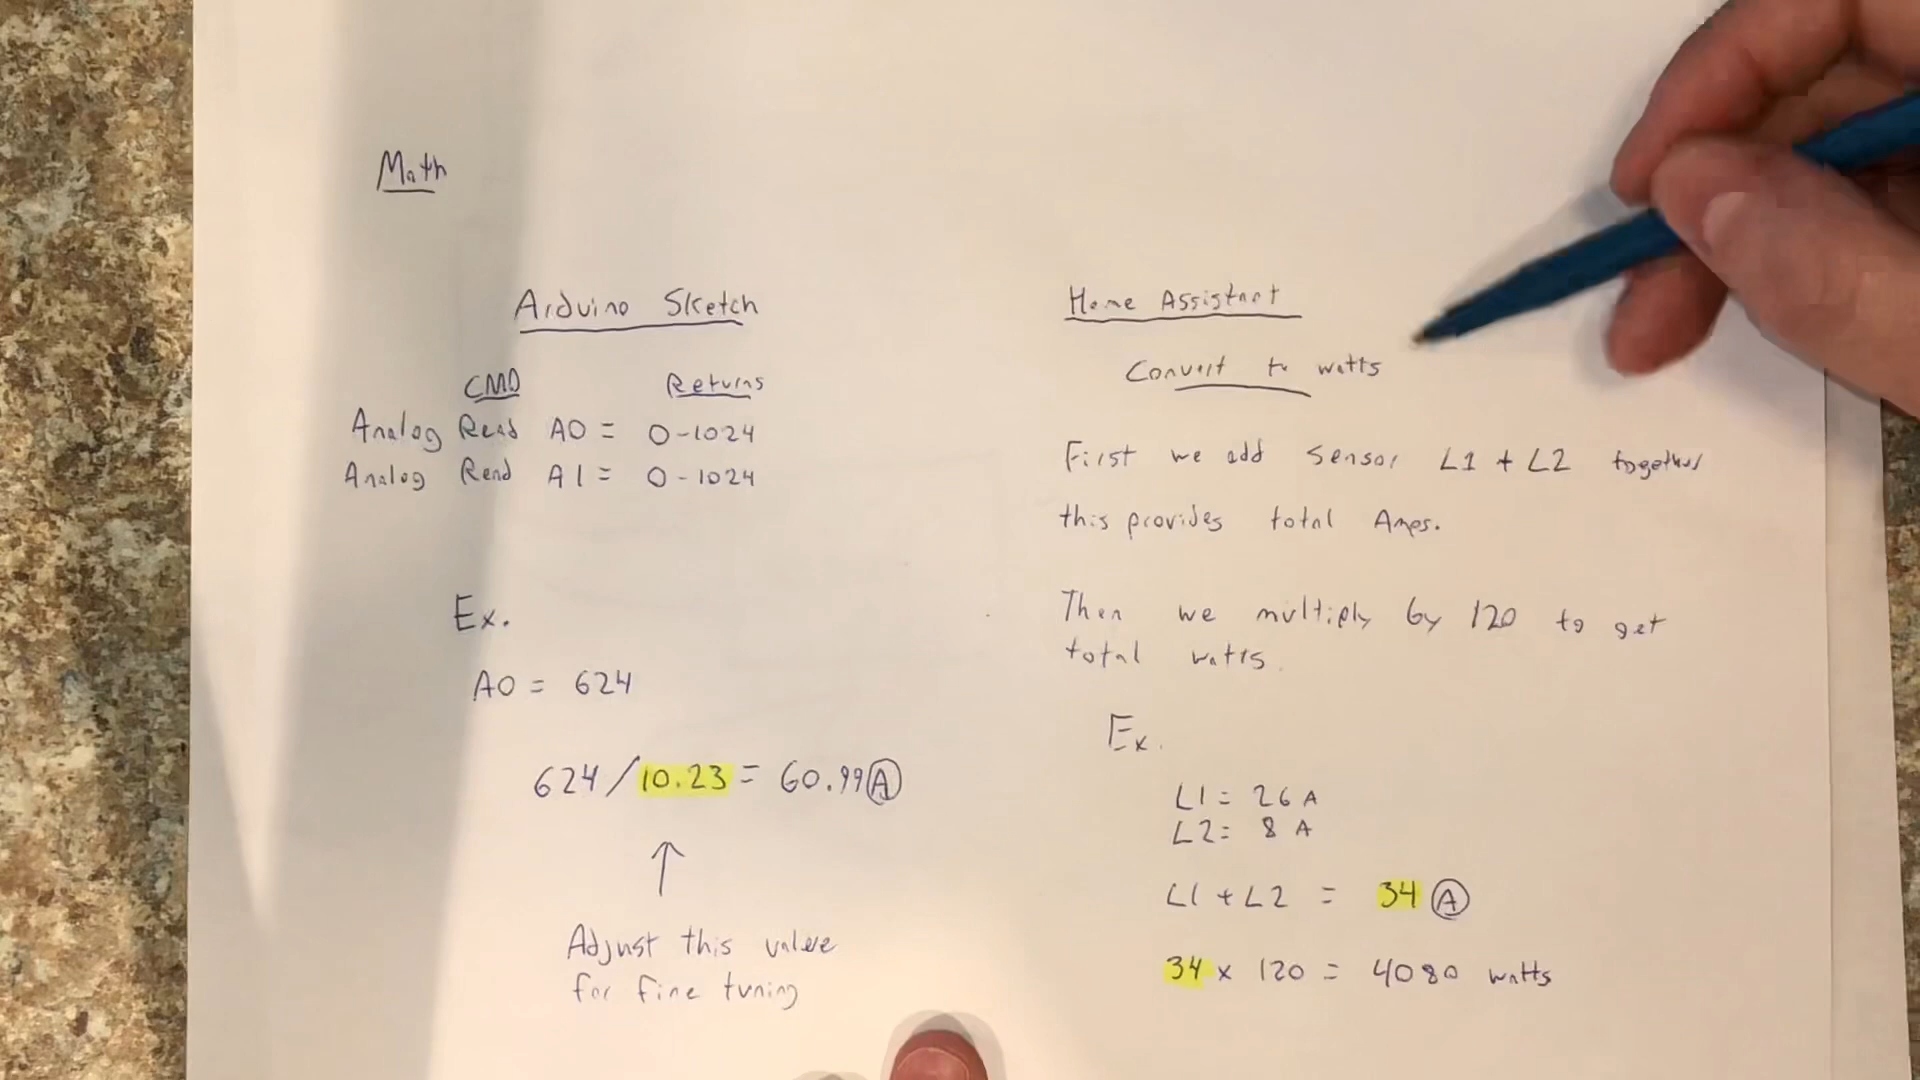 Math
Arduino Sketch
CMD Returns
Analog Read A0 = 0-1024
Analog Read A1 = 0-1024
Ex.
A0 = 624
624/10.23 = 60.99 A
↑
Adjust this value
for fine tuning
Home Assistant
Convert to watts
First we add Sensor L1 + L2 together
this provides total Amps.
Then we multiply by 120 to get
total watts.
Ex.
L1 = 26 A
L2 = 8 A
L1 + L2 = 34 A
34 x 120 = 4080 watts